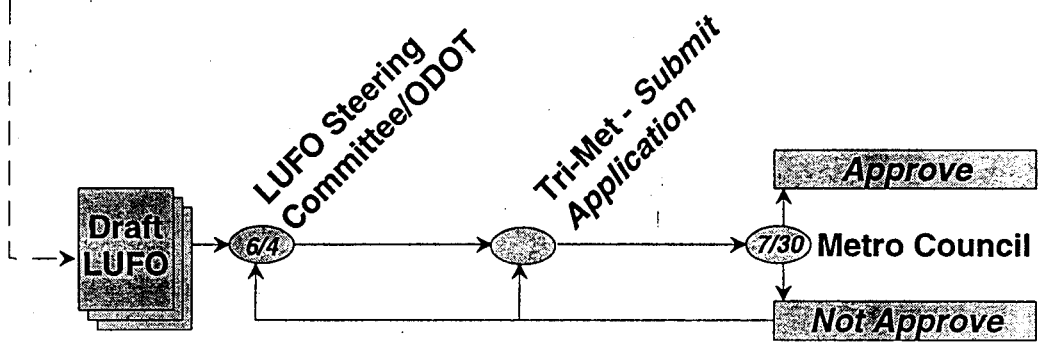 Draft
LUFO
6/4
LUFO Steering
Committee/ODOT
Tri-Met - Submit
Application
7/30
Metro Council
Approve
Not Approve